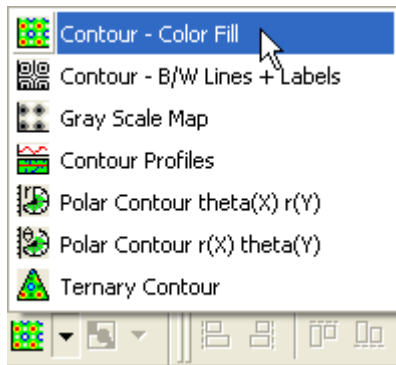 Contour - Color Fill
Contour - B/W Lines + Labels
Gray Scale Map
Contour Profiles
Polar Contour theta(X) r(Y)
Polar Contour r(X) theta(Y)
Ternary Contour